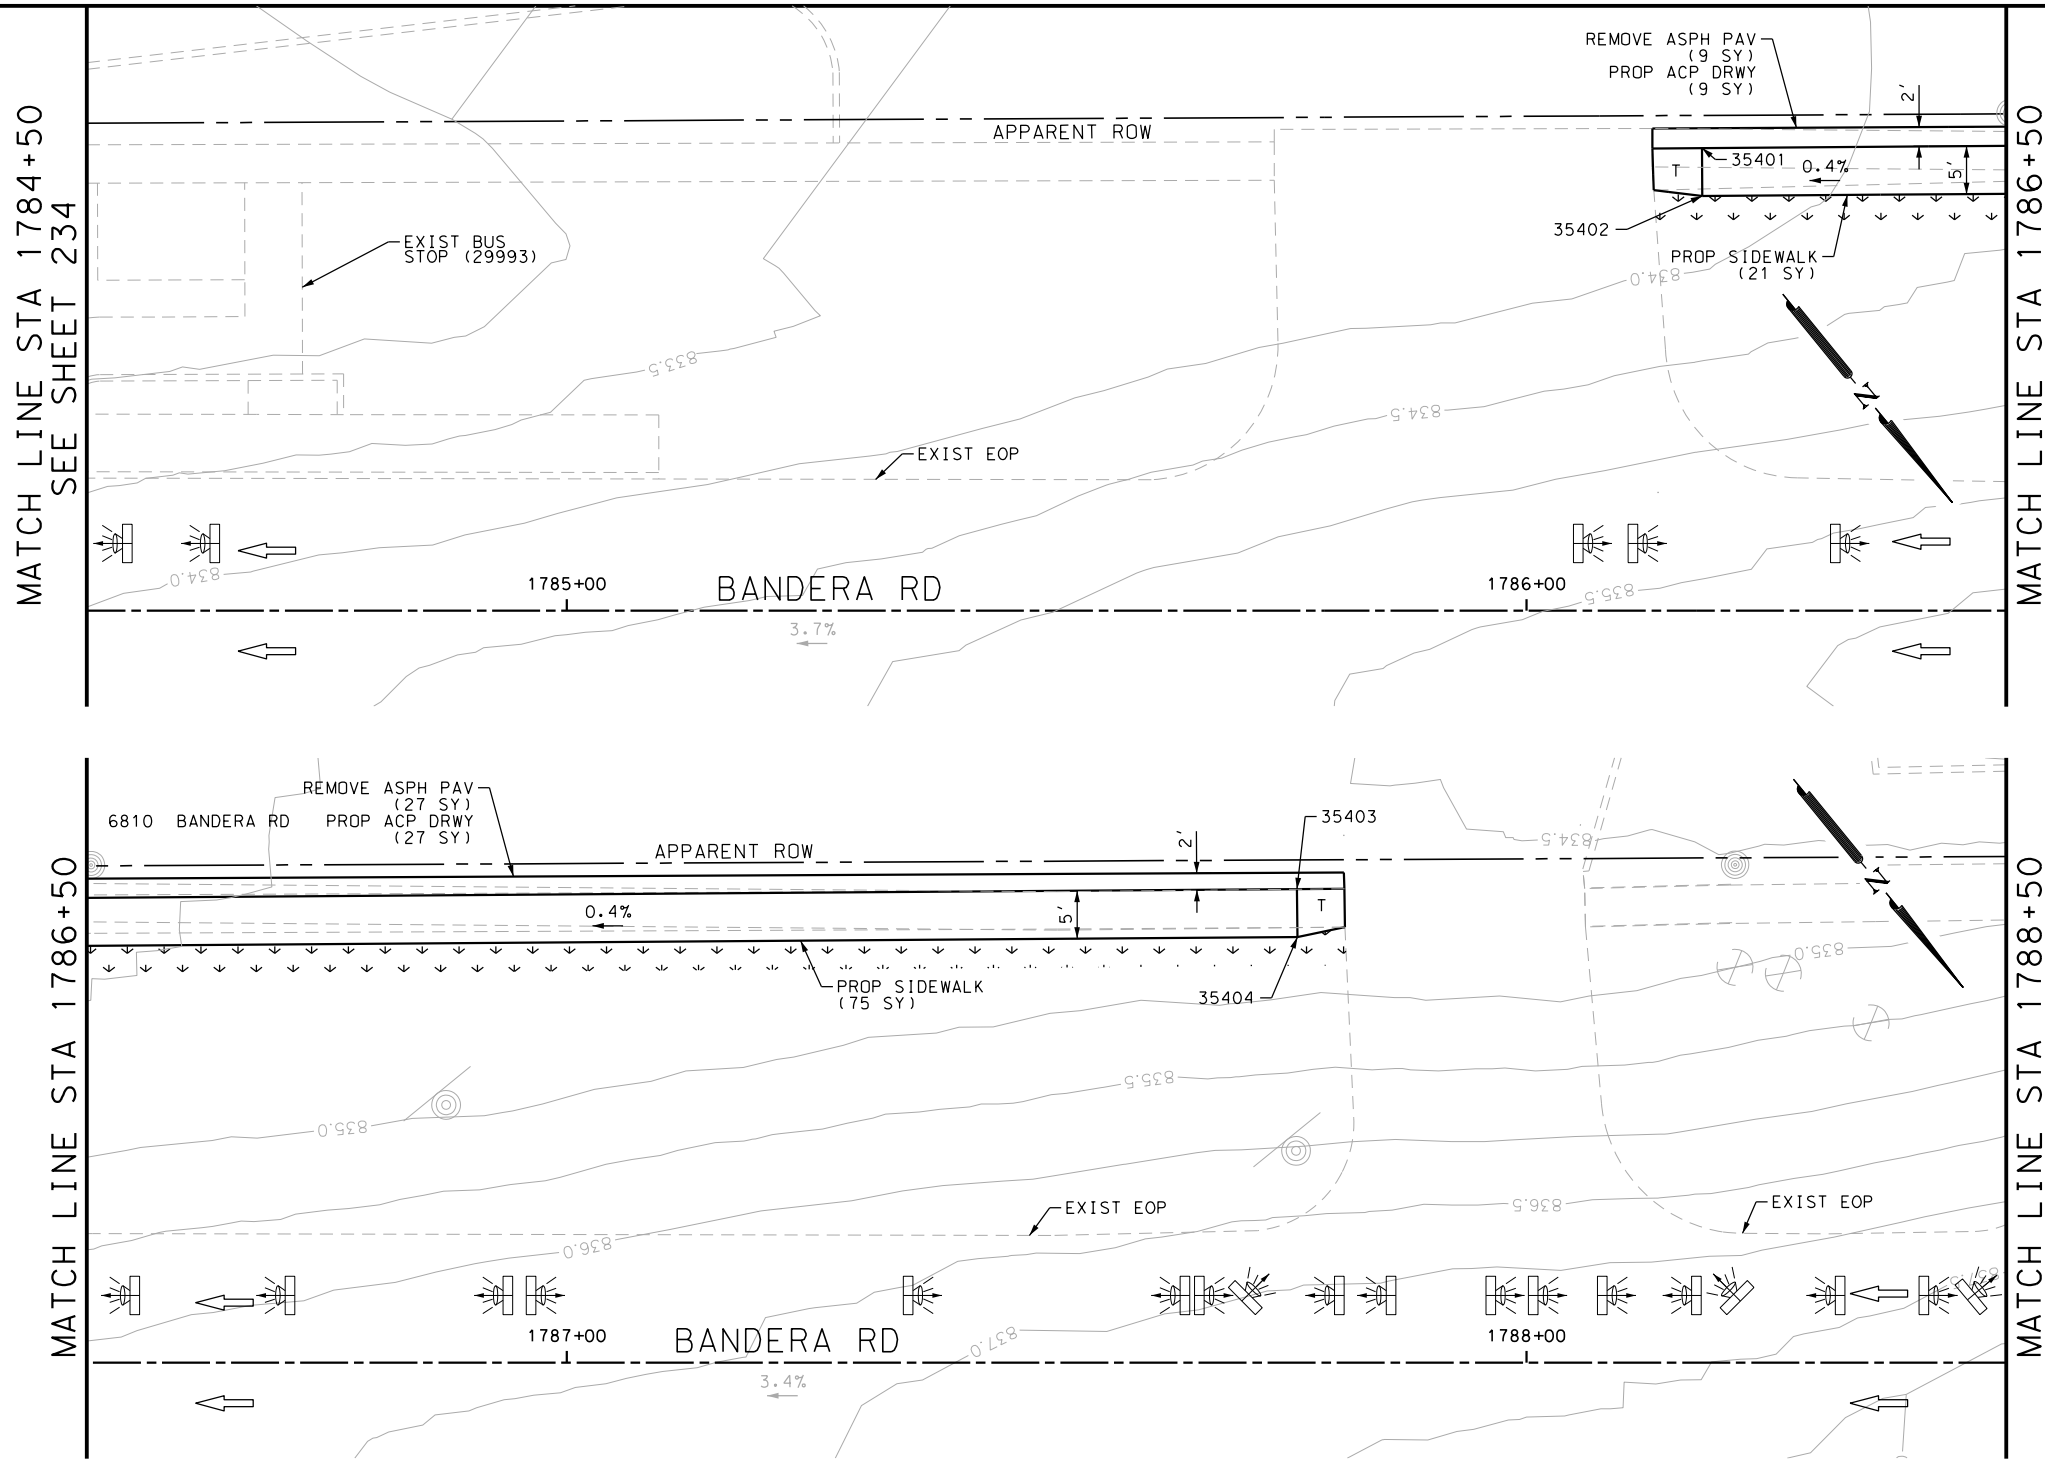 MATCH LINE STA 1784+50
SEE SHEET 234
REMOVE ASPH PAV
(9 SY)
PROP ACP DRWY
(9 SY)
2'
APPARENT ROW
35401
T
0.4%
5'
35402
PROP SIDEWALK
(21 SY)
EXIST BUS
STOP (29993)
834.0
833.5
N
834.5
EXIST EOP
834.0
1785+00
BANDERA RD
1786+00
835.5
3.7%
MATCH LINE STA 1786+50
MATCH LINE STA 1786+50
REMOVE ASPH PAV
(27 SY)
6810 BANDERA RD
PROP ACP DRWY
(27 SY)
APPARENT ROW
2'
35403
834.5
N
0.4%
5'
T
PROP SIDEWALK
(75 SY)
35404
835.0
835.5
835.0
EXIST EOP
836.5
EXIST EOP
836.0
837.5
1787+00
BANDERA RD
837.0
1788+00
3.4%
MATCH LINE STA 1788+50